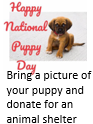 Happy
National
Puppy
Day
Bring a picture of
your puppy and
donate for an
animal shelter